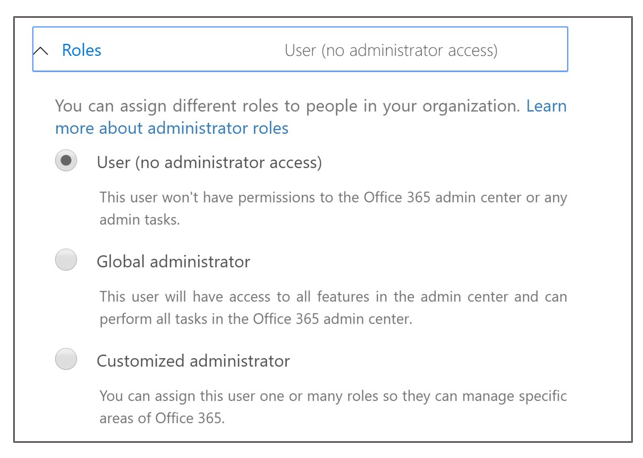 Roles User (no administrator access)
You can assign different roles to people in your organization. Learn
more about administrator roles
User (no administrator access)
This user won't have permissions to the Office 365 admin center or any
admin tasks.
Global administrator
This user will have access to all features in the admin center and can
perform all tasks in the Office 365 admin center.
Customized administrator
You can assign this user one or many roles so they can manage specific
areas of Office 365.